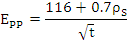 E_PP = (116 + 0.7ρ_S) / √t